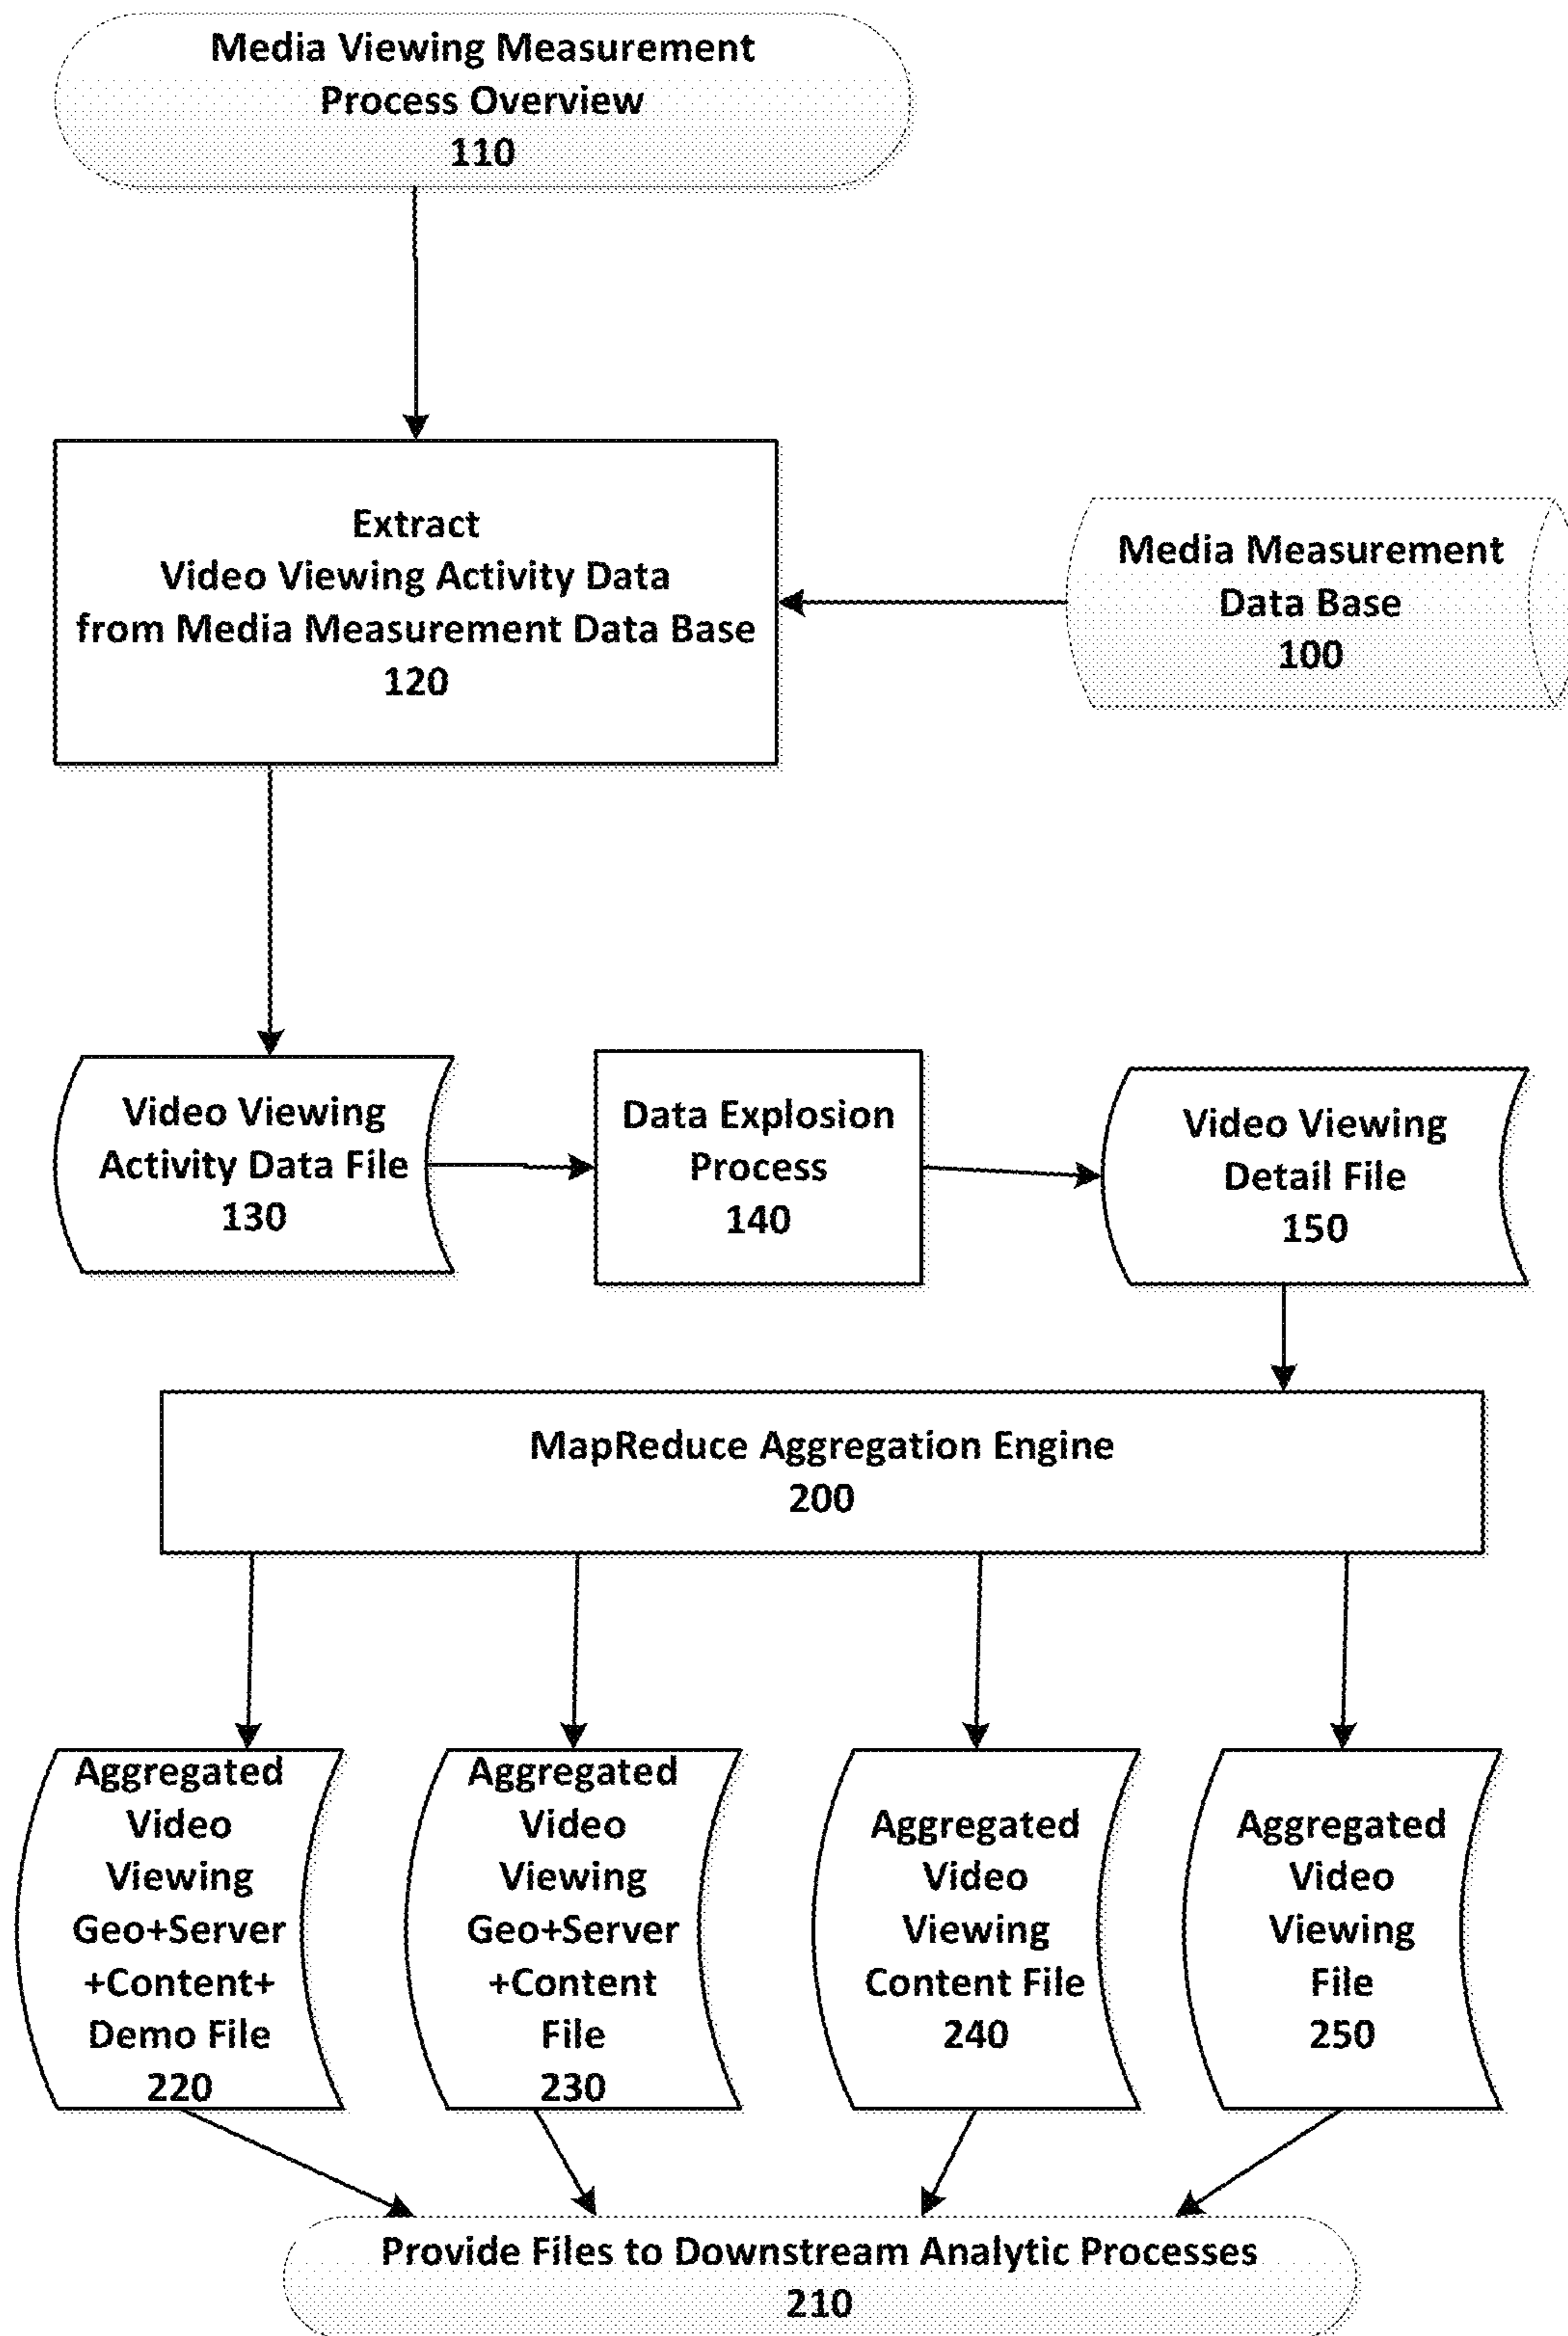 Media Viewing Measurement
Process Overview
110
Extract
Video Viewing Activity Data
from Media Measurement Data Base
120
Media Measurement
Data Base
100
Video Viewing
Activity Data File
130
Data Explosion
Process
140
Video Viewing
Detail File
150
MapReduce Aggregation Engine
200
Aggregated
Video
Viewing
Geo+Server
+Content+
Demo File
220
Aggregated
Video
Viewing
Geo+Server
+Content
File
230
Aggregated
Video
Viewing
Content File
240
Aggregated
Video
Viewing
File
250
Provide Files to Downstream Analytic Processes
210